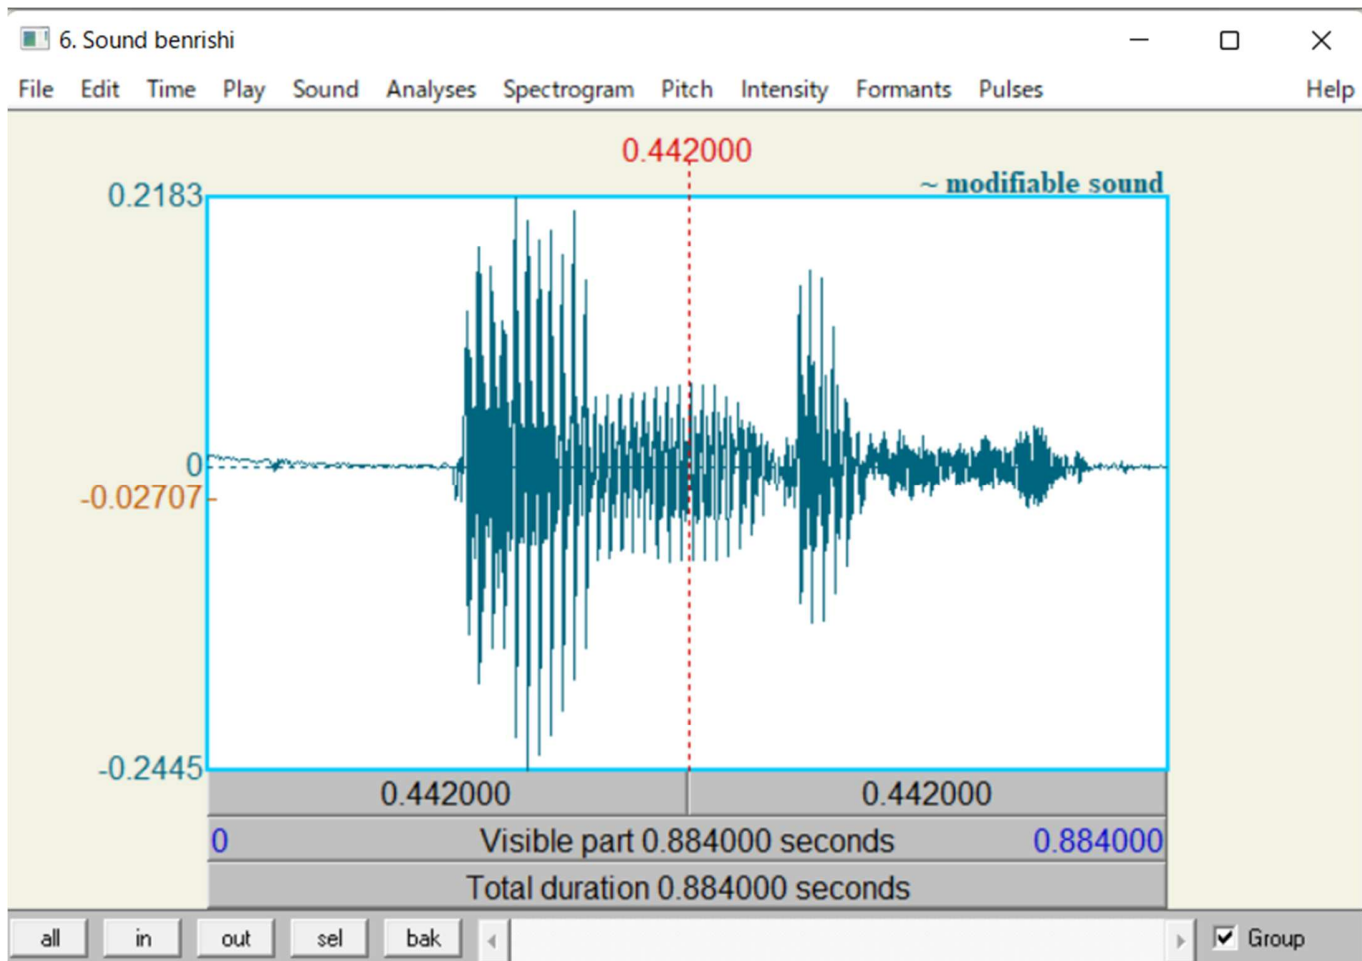 6. Sound benrishi
File Edit Time Play Sound Analyses Spectrogram Pitch Intensity Formants Pulses Help
0.442000
~ modifiable sound
0.2183
0
-0.02707
-0.2445
0.442000 0.442000
0 Visible part 0.884000 seconds 0.884000
Total duration 0.884000 seconds
all in out sel bak Group